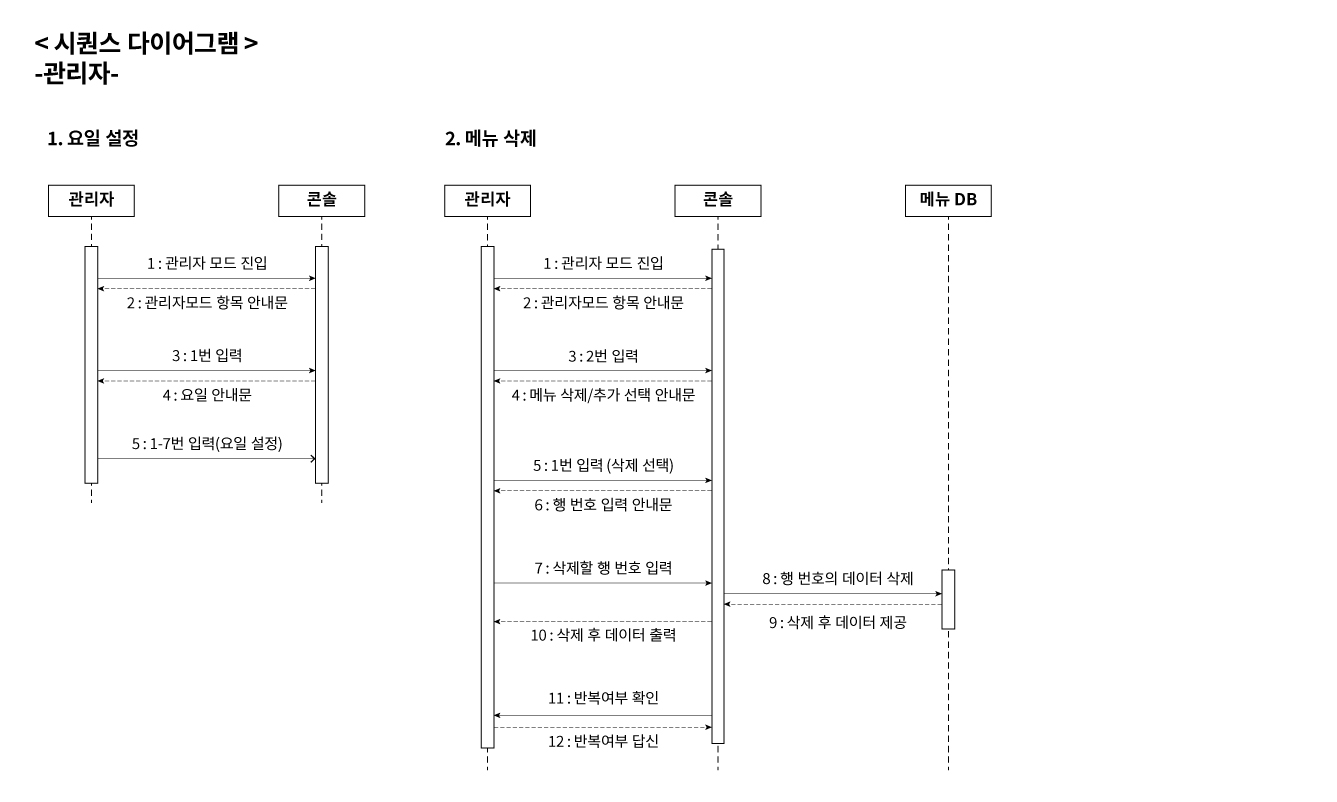 < 시퀀스 다이어그램 >
-관리자-
1. 요일 설정
관리자
콘솔
1 : 관리자 모드 진입
2 : 관리자모드 항목 안내문
3 : 1번 입력
4 : 요일 안내문
5 : 1-7번 입력(요일 설정)
2. 메뉴 삭제
관리자
콘솔
메뉴 DB
1 : 관리자 모드 진입
2 : 관리자모드 항목 안내문
3 : 2번 입력
4 : 메뉴 삭제/추가 선택 안내문
5 : 1번 입력 (삭제 선택)
6 : 행 번호 입력 안내문
7 : 삭제할 행 번호 입력
8 : 행 번호의 데이터 삭제
9 : 삭제 후 데이터 제공
10 : 삭제 후 데이터 출력
11 : 반복여부 확인
12 : 반복여부 답신